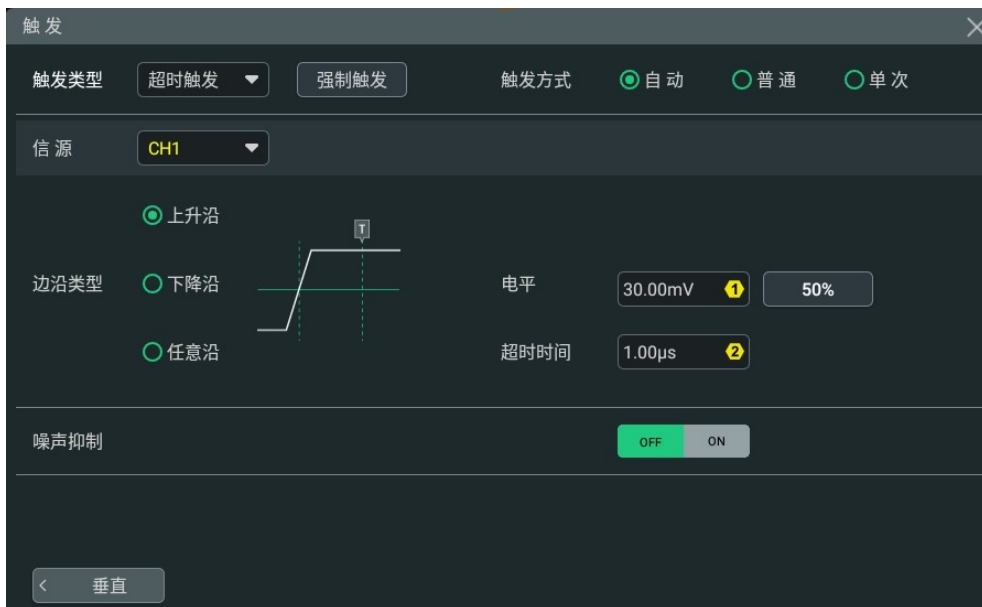 触发
触发类型 超时触发 强制触发 触发方式 自动 普通 单次
信源 CH1
上升沿
T
边沿类型 下降沿 电平 30.00mV 1 50%
任意沿 超时时间 1.00μs 2
噪声抑制 OFF ON
垂直